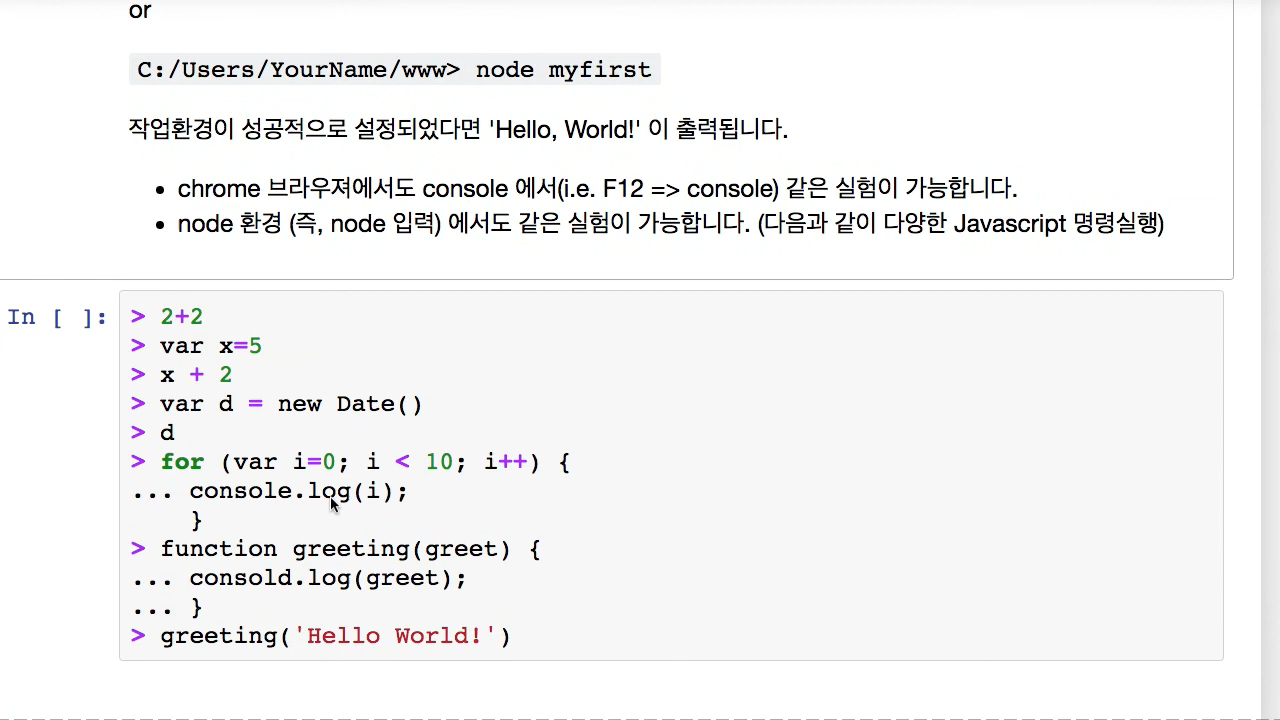 or
C:/Users/YourName/www> node myfirst
작업환경이 성공적으로 설정되었다면 'Hello, World!' 이 출력됩니다.
• chrome 브라우져에서도 console 에서(i.e. F12 => console) 같은 실험이 가능합니다.
• node 환경 (즉, node 입력) 에서도 같은 실험이 가능합니다. (다음과 같이 다양한 Javascript 명령실행)
In [ ]:
> 2+2
> var x=5
> x + 2
> var d = new Date()
> d
> for (var i=0; i < 10; i++) {
... console.log(i);
}
> function greeting(greet) {
... consold.log(greet);
... }
> greeting('Hello World!')